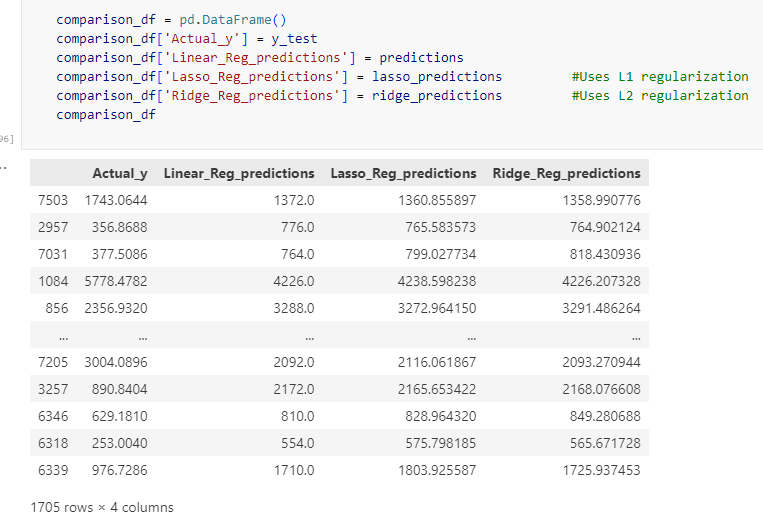 comparison_df = pd.DataFrame()
comparison_df['Actual_y'] = y_test
comparison_df['Linear_Reg_predictions'] = predictions
comparison_df['Lasso_Reg_predictions'] = lasso_predictions #Uses L1 regularization
comparison_df['Ridge_Reg_predictions'] = ridge_predictions #Uses L2 regularization
comparison_df
96]
..
Actual_y Linear_Reg_predictions Lasso_Reg_predictions Ridge_Reg_predictions
7503 1743.0644 1372.0 1360.855897 1358.990776
2957 356.8688 776.0 765.583573 764.902124
7031 377.5086 764.0 799.027734 818.430936
1084 5778.4782 4226.0 4238.598238 4226.207328
856 2356.9320 3288.0 3272.964150 3291.486264
... ... ... ... ...
7205 3004.0896 2092.0 2116.061867 2093.270944
3257 890.8404 2172.0 2165.653422 2168.076608
6346 629.1810 810.0 828.964320 849.280688
6318 253.0040 554.0 575.798185 565.671728
6339 976.7286 1710.0 1803.925587 1725.937453
1705 rows × 4 columns